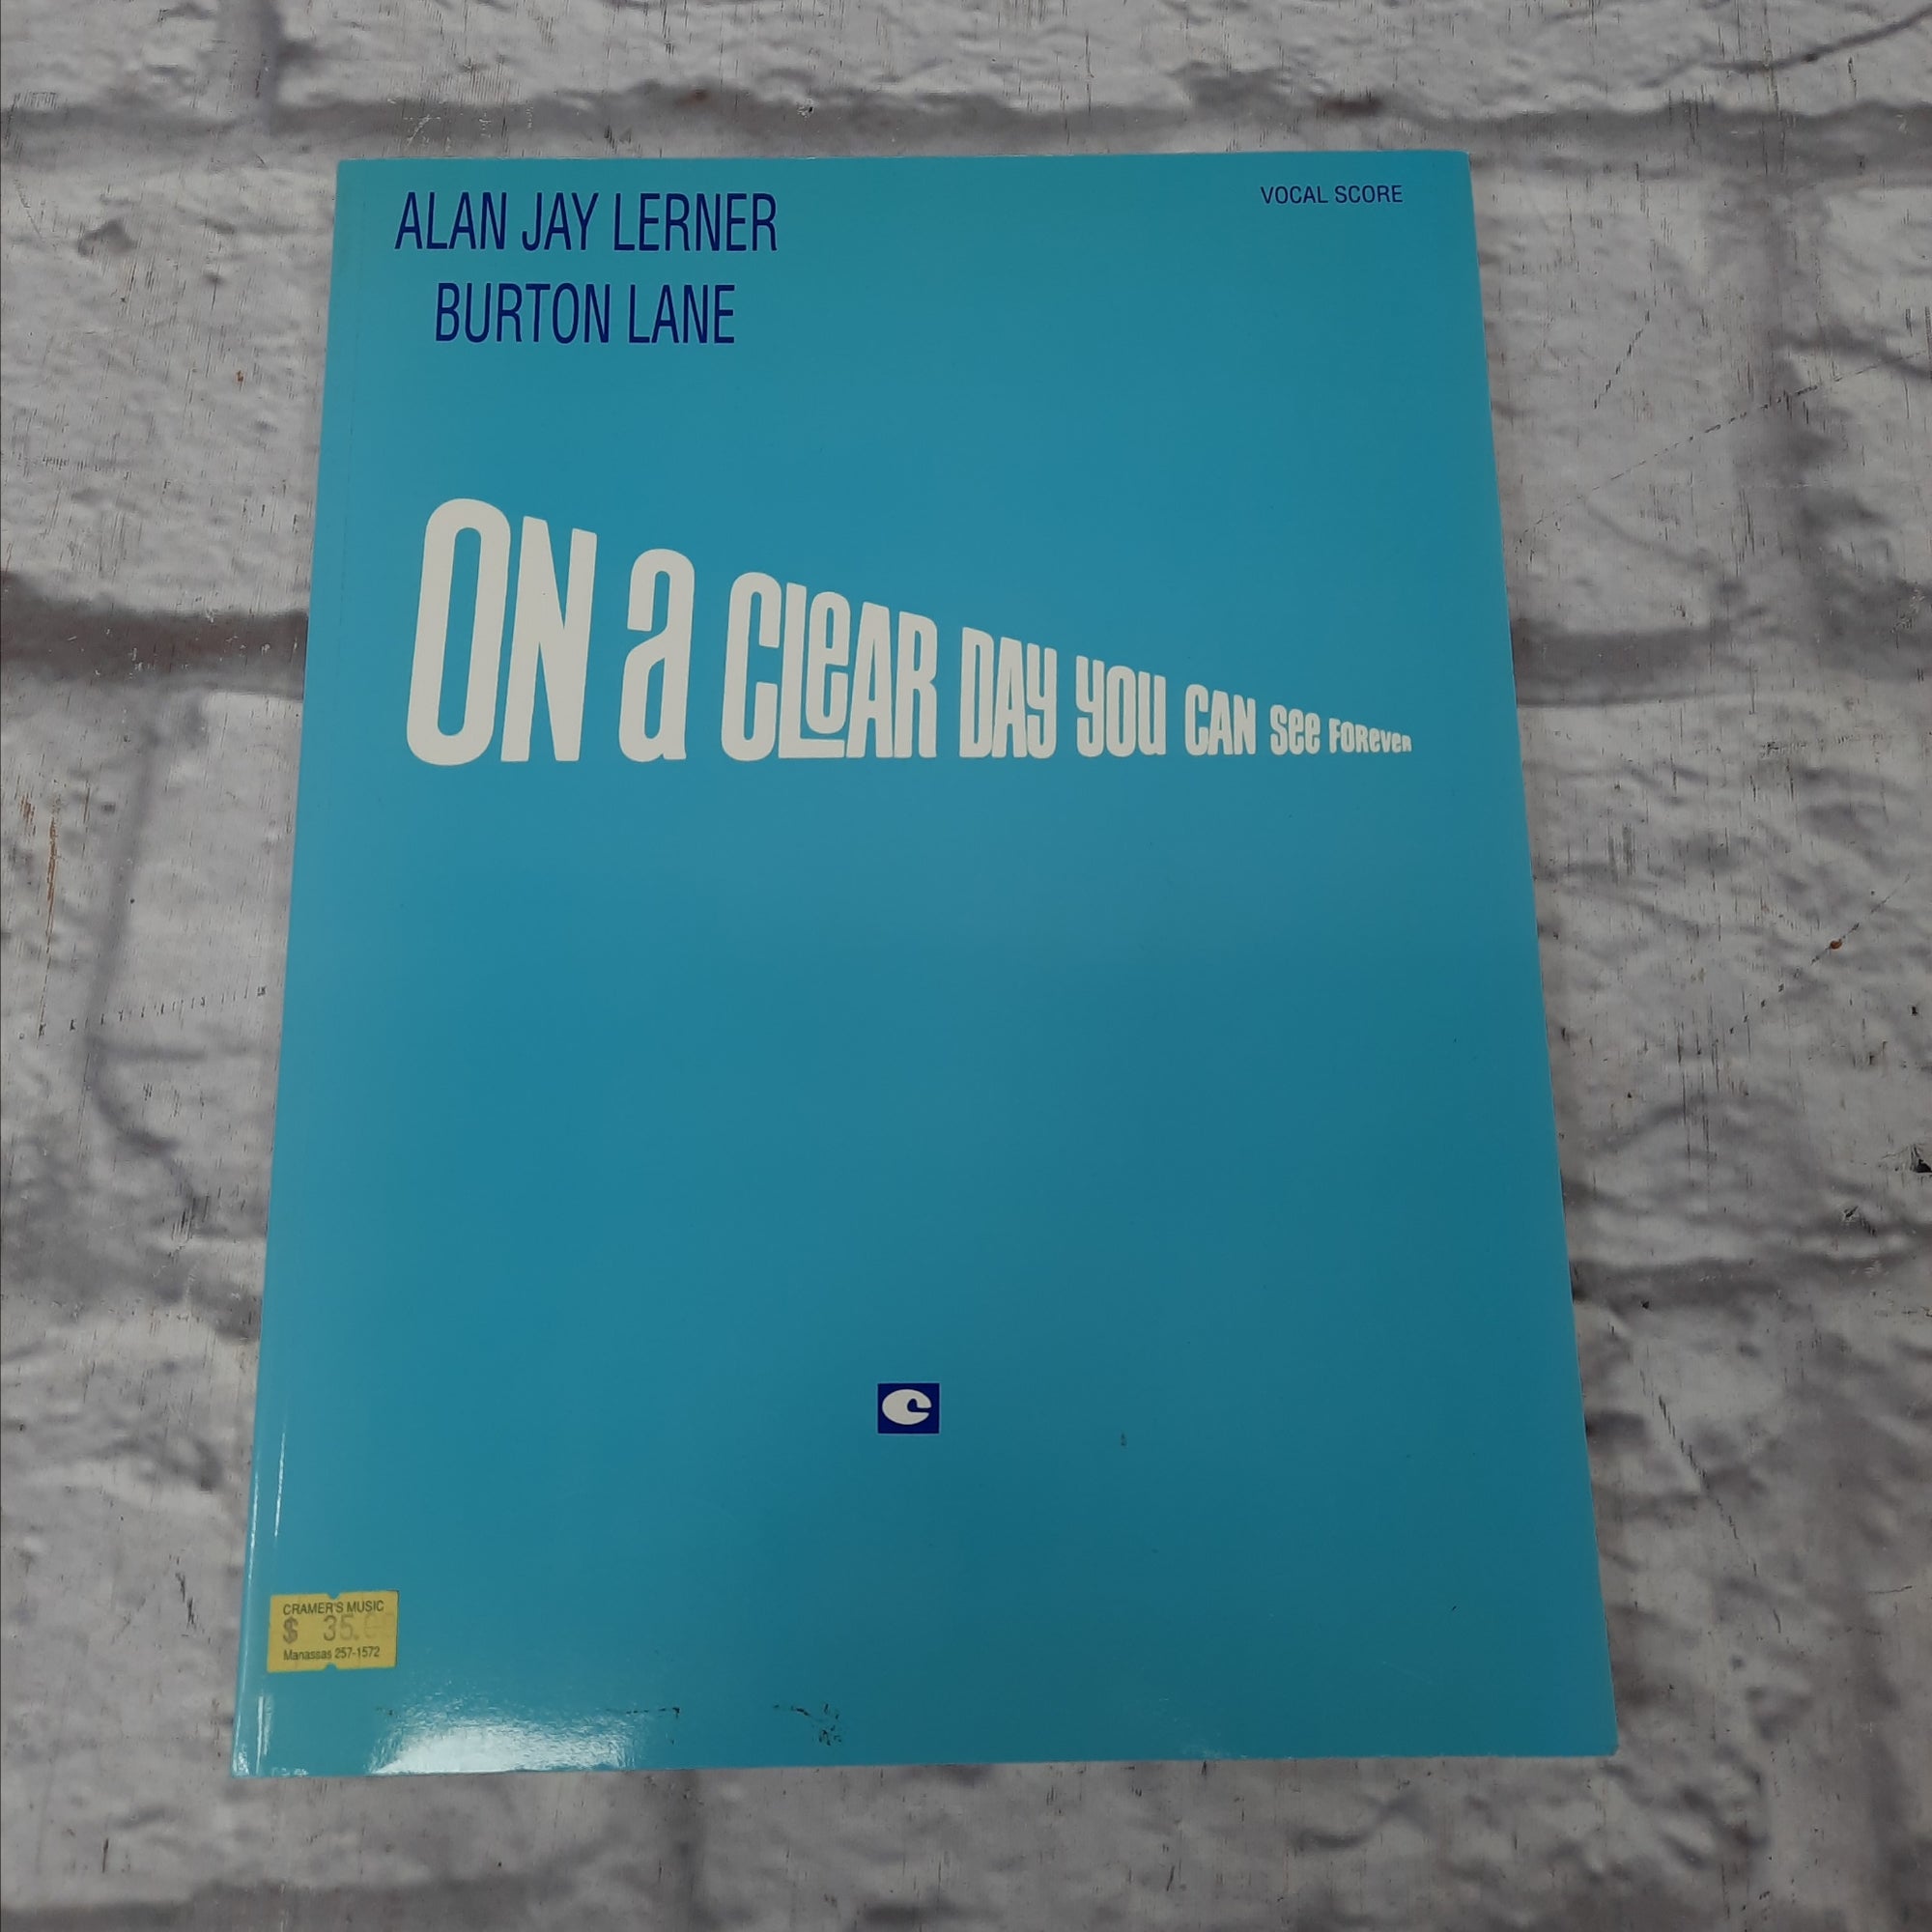 ALAN JAY LERNER
BURTON LANE
VOCAL SCORE
ON a CLeAR DAY YOU CAN See FOReveR
C
CRAMER'S MUSIC
$ 35.
Manassas 257-1572